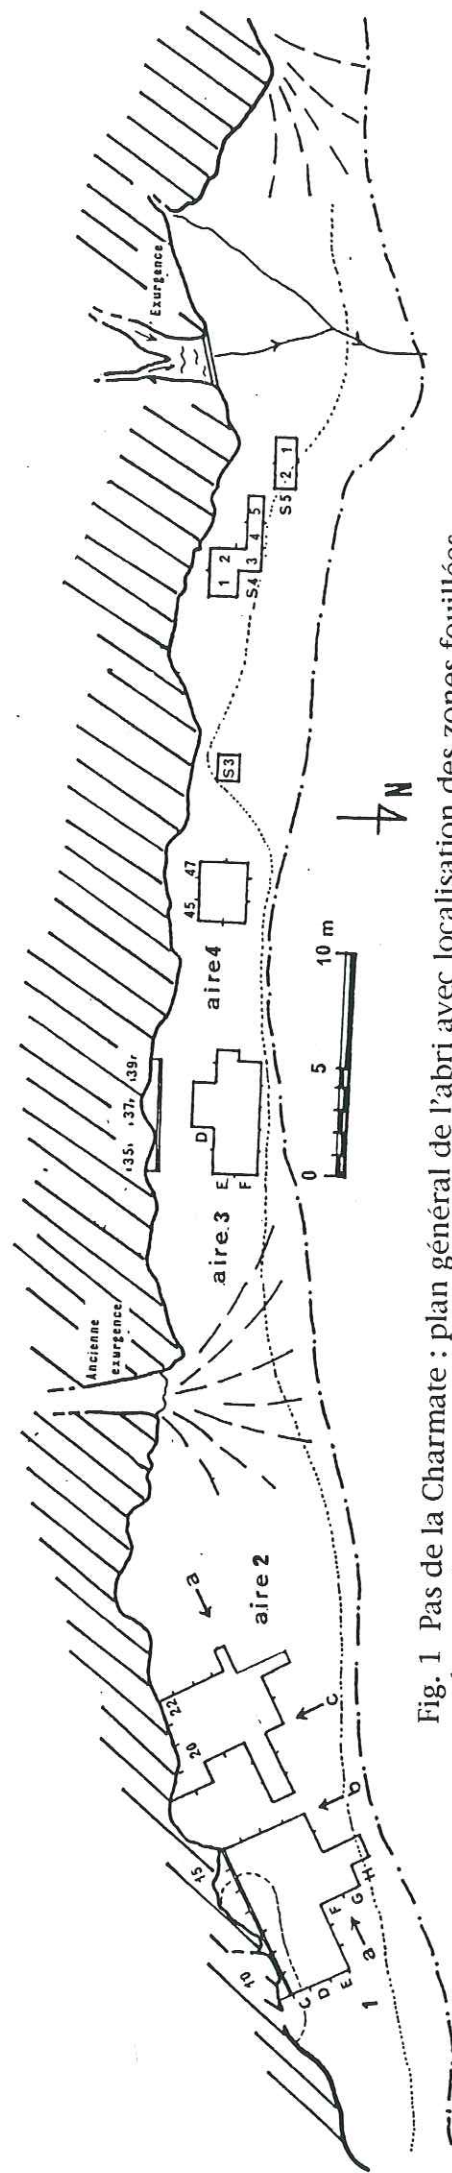 Exurgence
Ancienne
exurgence
10
15
20
22
a
aire 2
c
b
C
D
E
F
G
H
a
1
aire 3
35
37
39
D
E
F
aire 4
45
47
S3
1
2
3
4
5
S4
S5
2
1
0
5
10 m
N
Fig. 1 Pas de la Charmate : plan général de l'abri avec localisation des zones fouillées